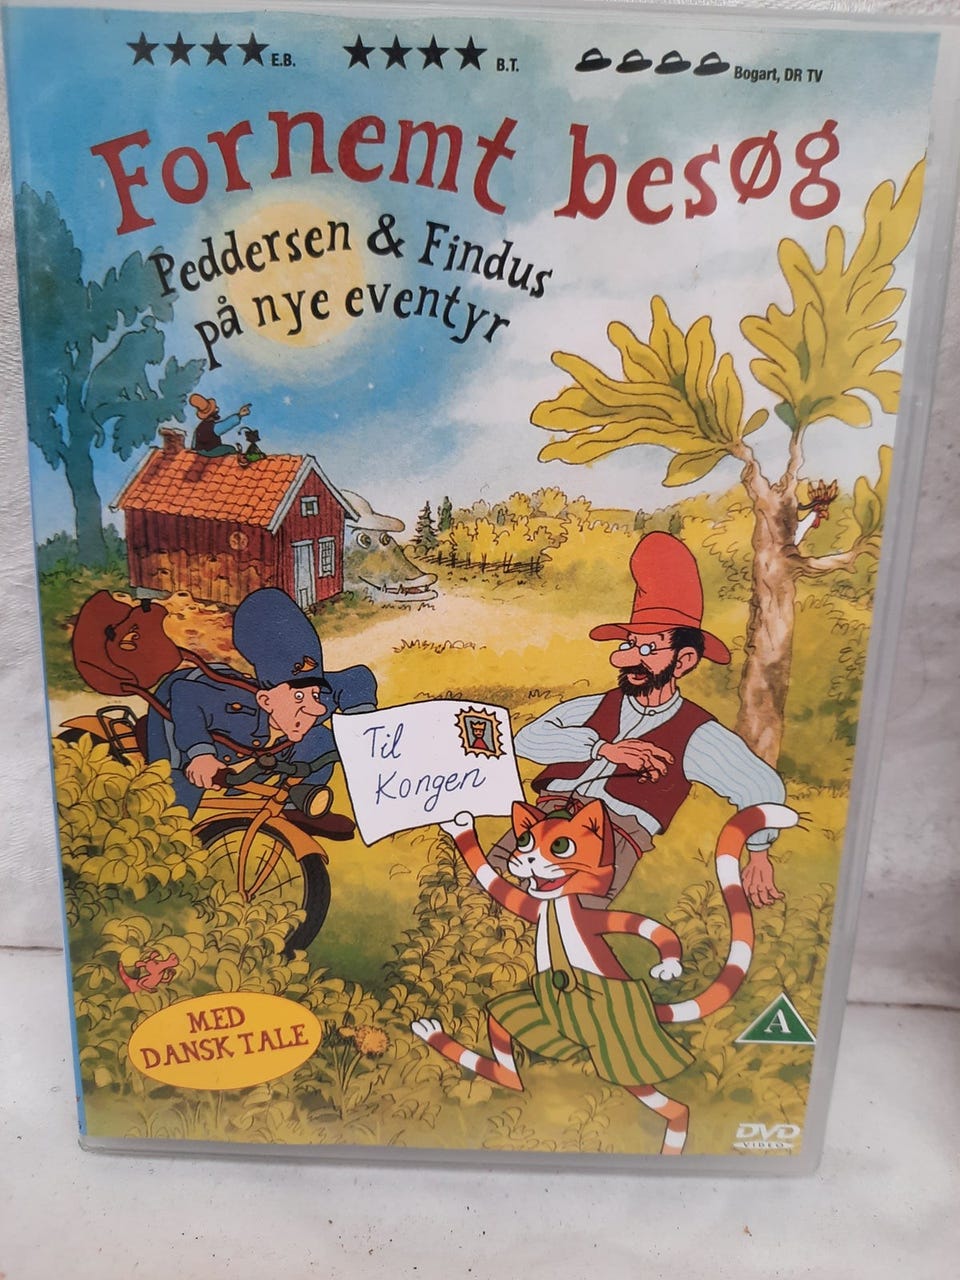 ★★★★ E.B.
★★★★ B.T.
Bogart, DR TV
Fornemt besøg
Peddersen & Findus
på nye eventyr
Til
Kongen
MED
DANSK TALE
A
DVD
VIDEO